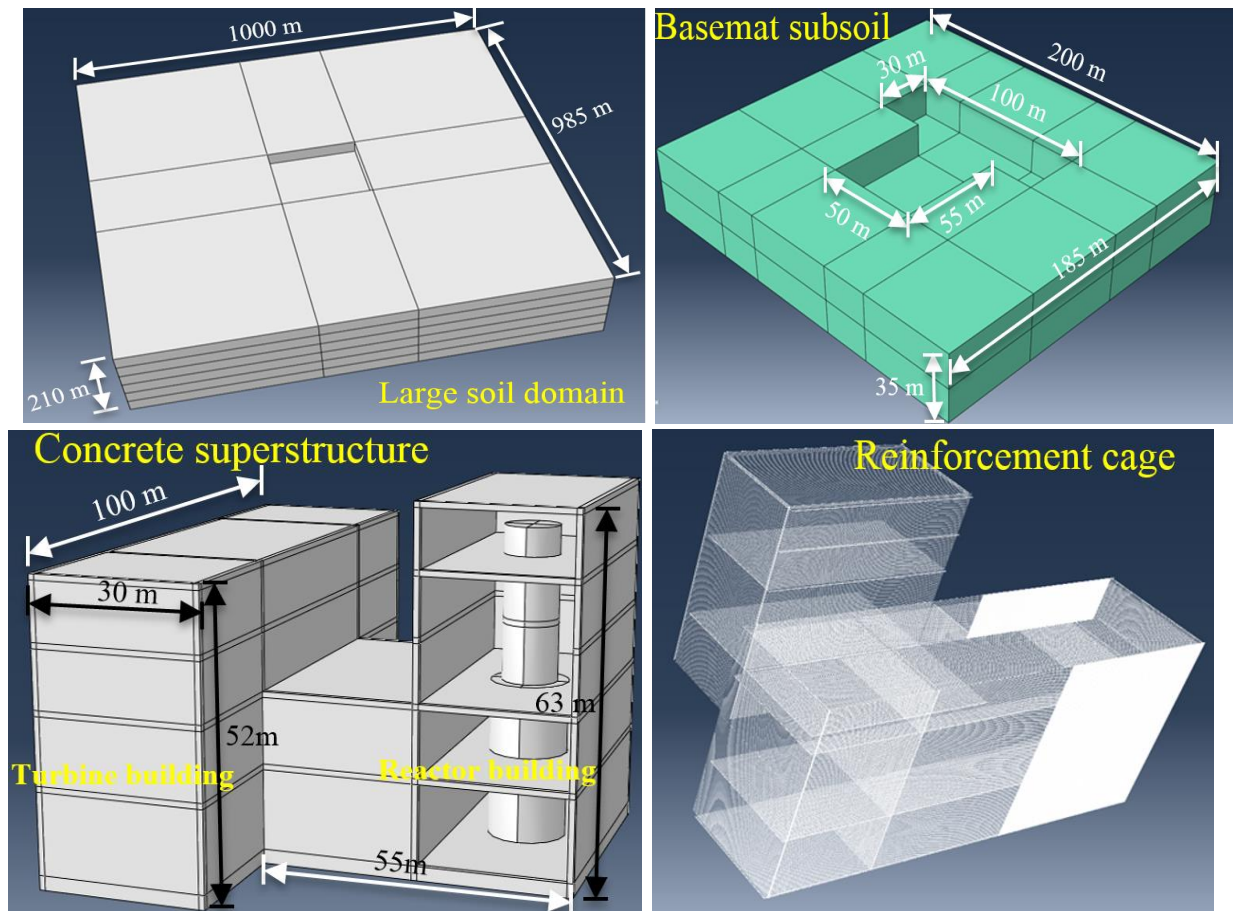 1000 m
985 m
210 m
Large soil domain
Basemat subsoil
30 m
200 m
100 m
50 m
55 m
185 m
35 m
Concrete superstructure
100 m
30 m
52m
63 m
Turbine building
Reactor building
55m
Reinforcement cage